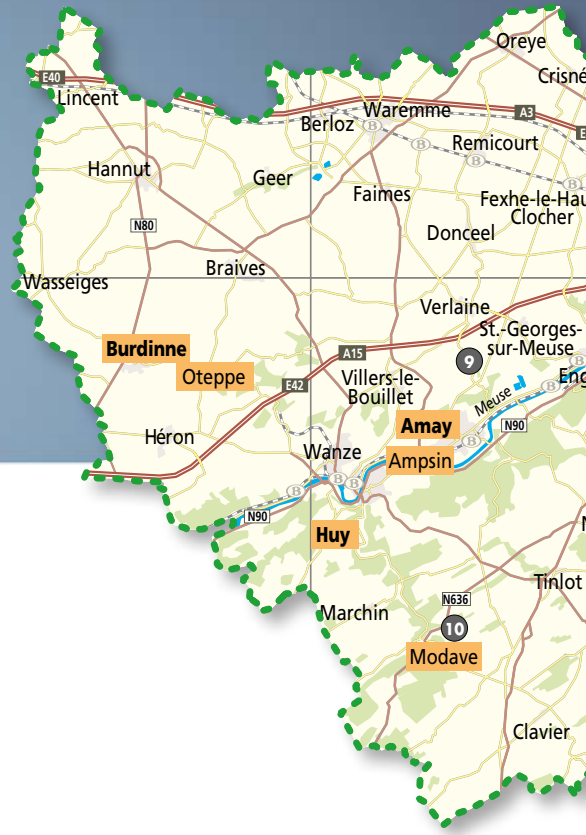 Oreye
E40
Crisné
Lincent
Waremme
A3
E
Berloz
B
Remicourt
B
B
B
Hannut
Geer
Faimes
Fexhe-le-Hau
Clocher
N80
Donceel
Braives
Wasseiges
Verlaine
St.-Georges-
sur-Meuse
Burdinne
A15
9
B
Oteppe
E42
Villers-le-
Bouillet
Meuse
B
Eng
Amay
N90
Héron
Wanze
B
Ampsin
B
B
B
N90
Huy
N
Tinlot
N636
Marchin
10
Modave
Clavier